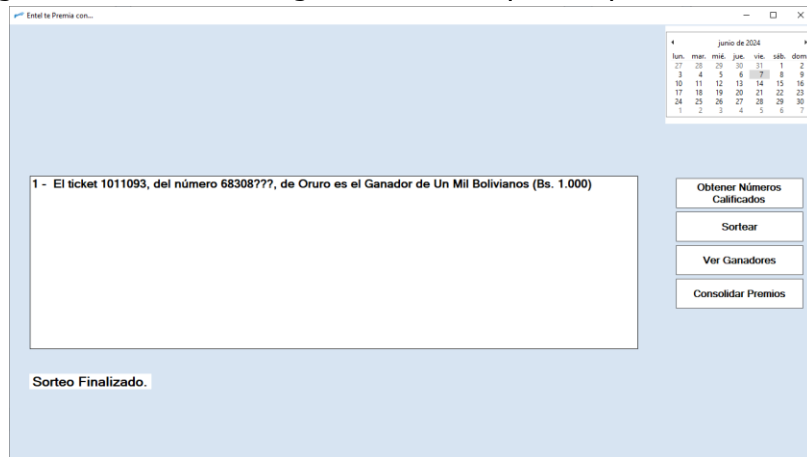 Entel te Premia con...
junio de 2024
lun. mar. mié. jue. vie. sáb. dom
27 28 29 30 31 1 2
3 4 5 6 7 8 9
10 11 12 13 14 15 16
17 18 19 20 21 22 23
24 25 26 27 28 29 30
1 2 3 4 5 6 7
1 - El ticket 1011093, del número 68308???, de Oruro es el Ganador de Un Mil Bolivianos (Bs. 1.000)
Obtener Números
Calificados
Sortear
Ver Ganadores
Consolidar Premios
Sorteo Finalizado.